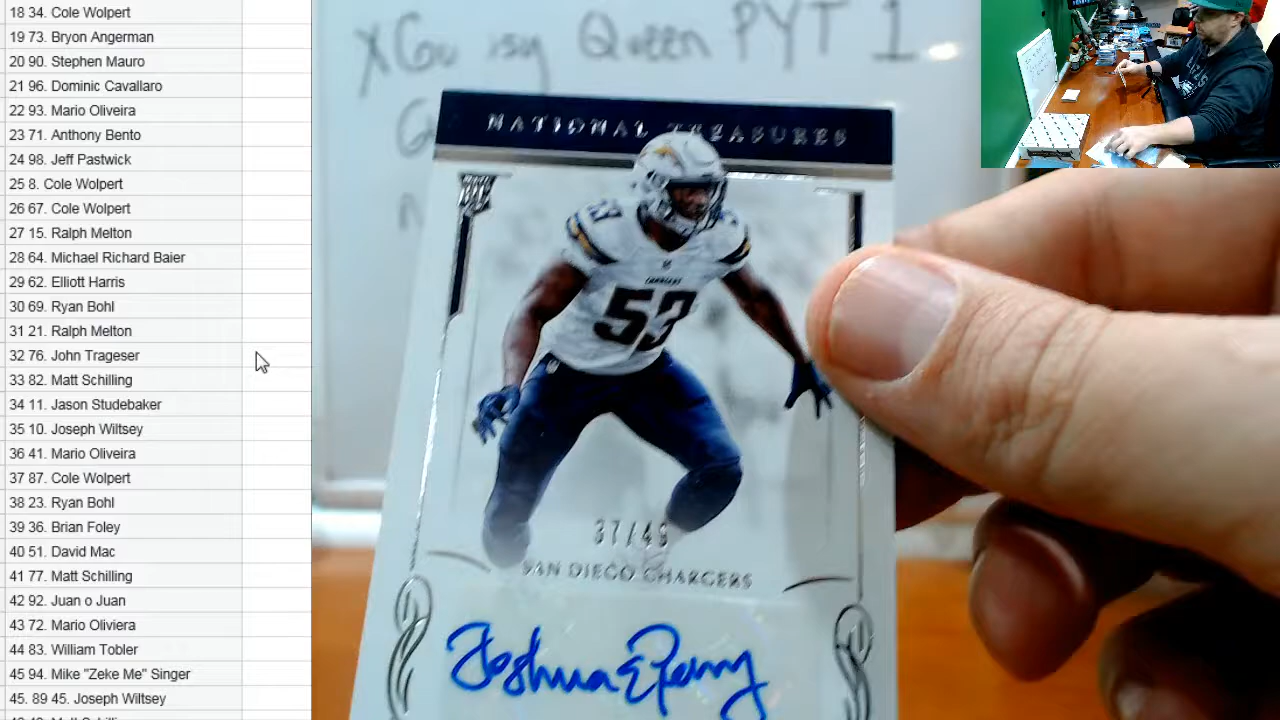 18 34. Cole Wolpert
19 73. Bryon Angerman
20 90. Stephen Mauro
21 96. Dominic Cavallaro
22 93. Mario Oliveira
23 71. Anthony Bento
24 98. Jeff Pastwick
25 8. Cole Wolpert
26 67. Cole Wolpert
27 15. Ralph Melton
28 64. Michael Richard Baier
29 62. Elliott Harris
30 69. Ryan Bohl
31 21. Ralph Melton
32 76. John Trageser
33 82. Matt Schilling
34 11. Jason Studebaker
35 10. Joseph Wiltsey
36 41. Mario Oliveira
37 87. Cole Wolpert
38 23. Ryan Bohl
39 36. Brian Foley
40 51. David Mac
41 77. Matt Schilling
42 92. Juan o Juan
43 72. Mario Oliviera
44 83. William Tobler
45 94. Mike "Zeke Me" Singer
45. 89 45. Joseph Wiltsey
Queen PYT 1
NATIONAL TREASURES
53
53
37/49
SAN DIEGO CHARGERS
Joshua Perry